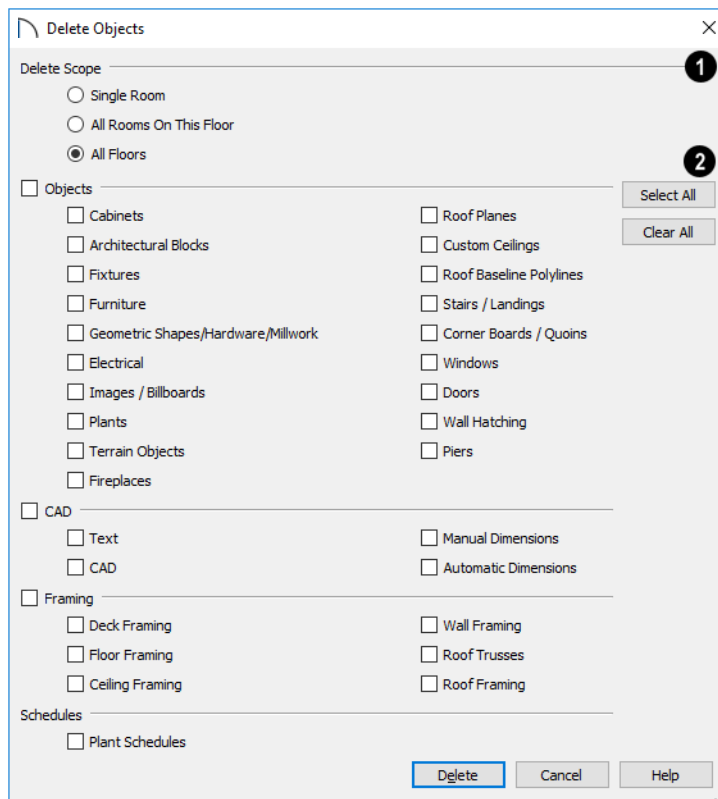 Delete Objects
Delete Scope
1
Single Room
All Rooms On This Floor
All Floors
2
Objects
Select All
Clear All
Cabinets
Architectural Blocks
Fixtures
Furniture
Geometric Shapes/Hardware/Millwork
Electrical
Images / Billboards
Plants
Terrain Objects
Fireplaces
Roof Planes
Custom Ceilings
Roof Baseline Polylines
Stairs / Landings
Corner Boards / Quoins
Windows
Doors
Wall Hatching
Piers
CAD
Text
CAD
Manual Dimensions
Automatic Dimensions
Framing
Deck Framing
Floor Framing
Ceiling Framing
Wall Framing
Roof Trusses
Roof Framing
Schedules
Plant Schedules
Delete
Cancel
Help